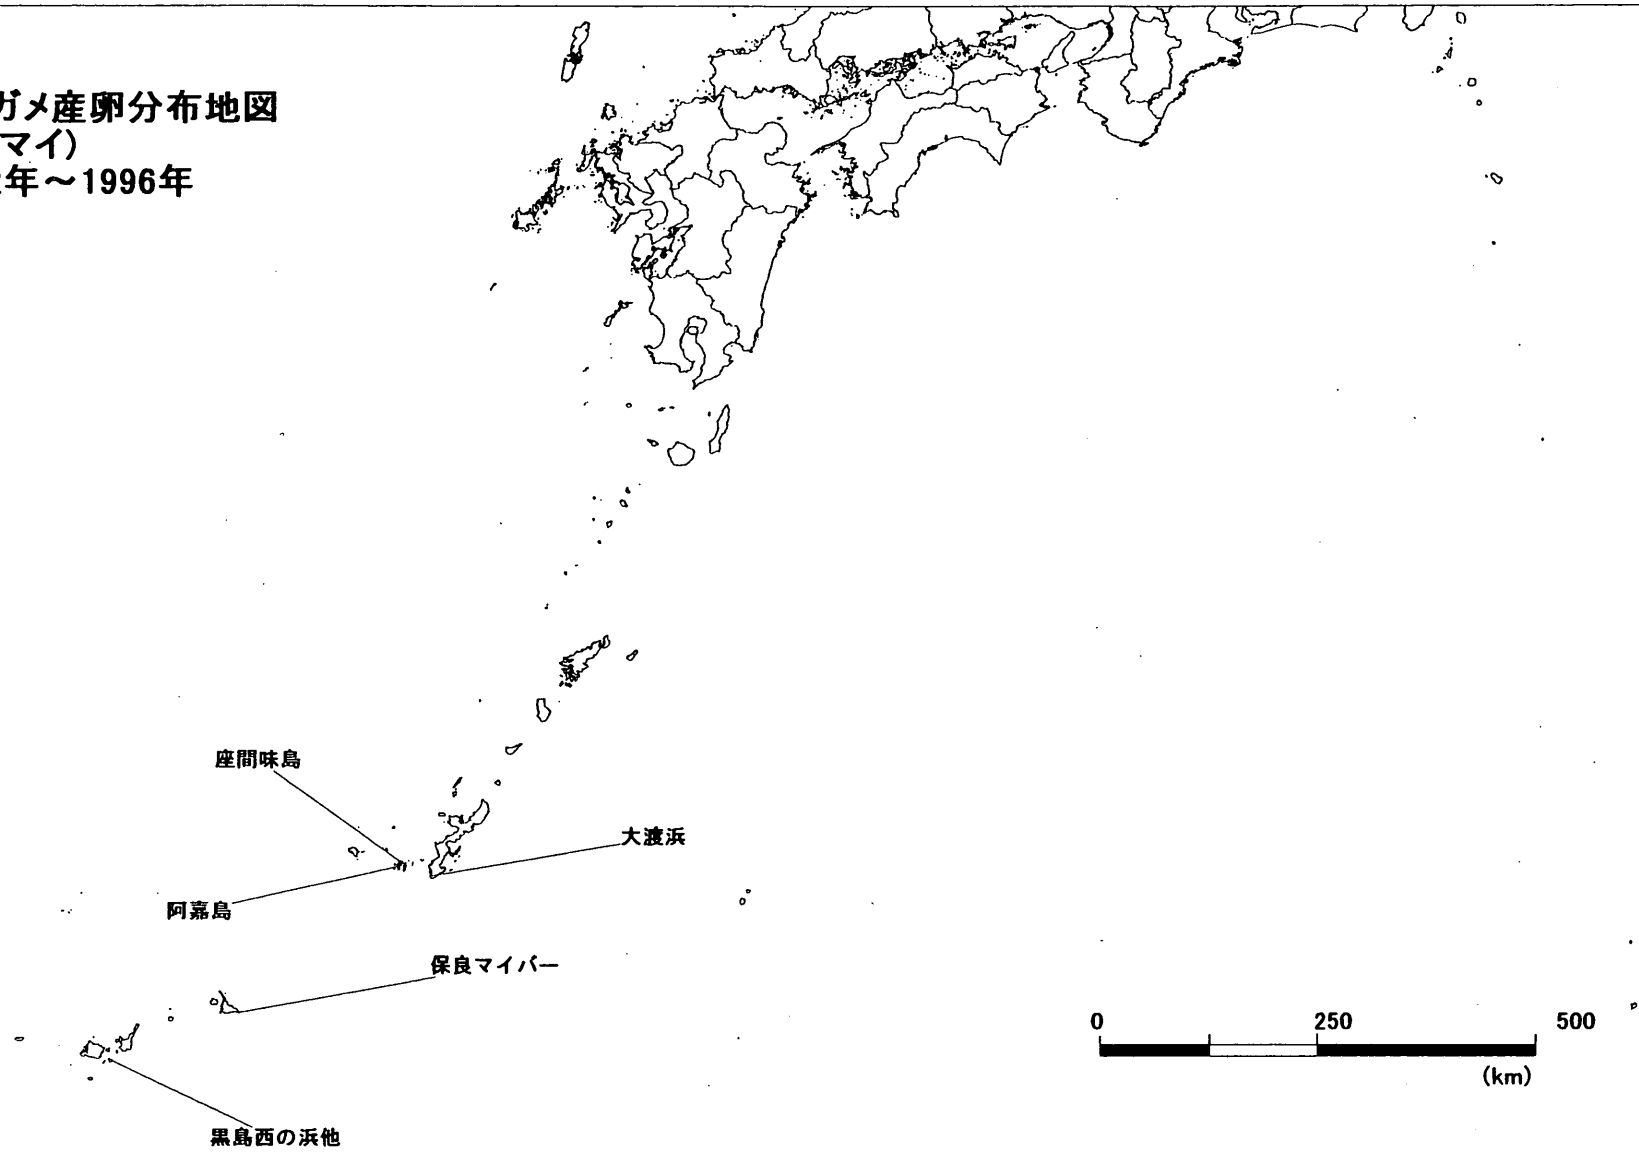 ガメ産卵分布地図
マイ)
年～1996年
座間味島
大渡浜
阿嘉島
保良マイバー
0 250 500
(km)
黒島西の浜他